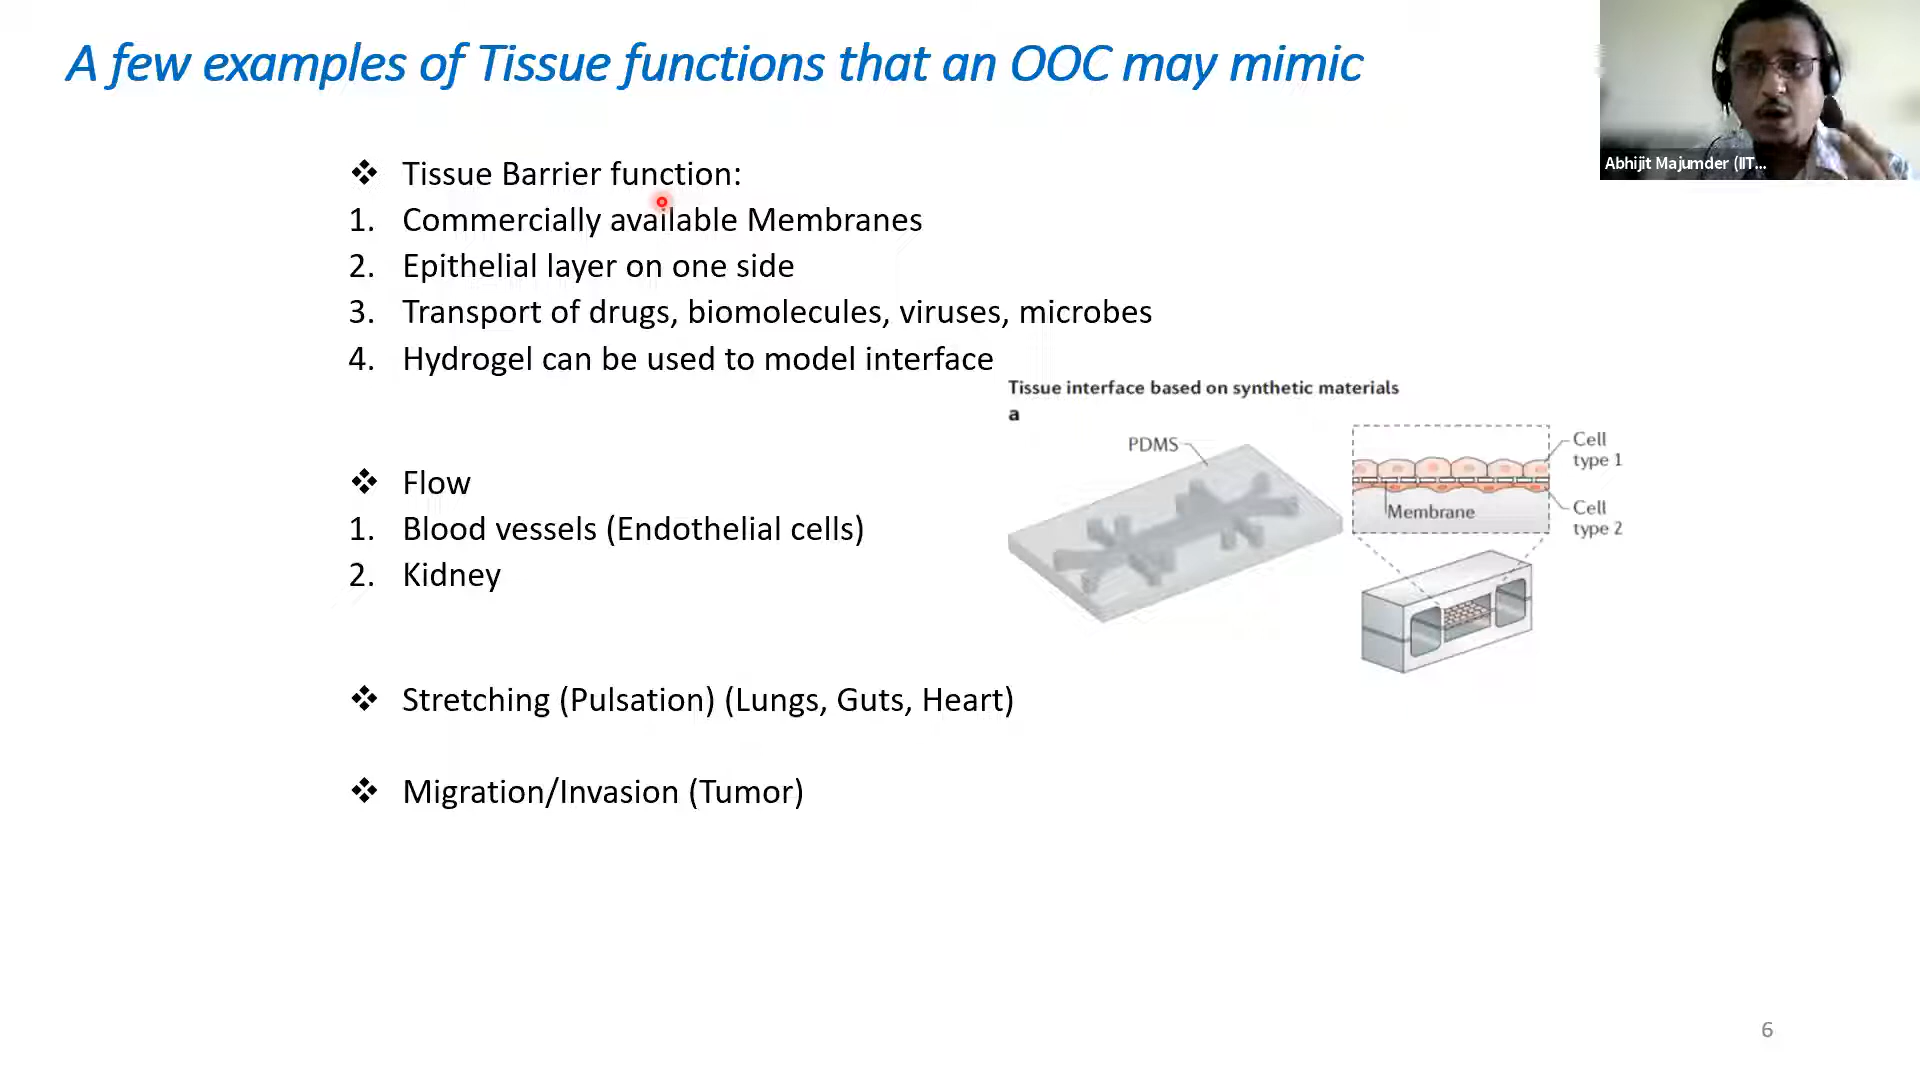 A few examples of Tissue functions that an OOC may mimic
Abhijit Majumder (IIT...
❖ Tissue Barrier function:
1. Commercially available Membranes
2. Epithelial layer on one side
3. Transport of drugs, biomolecules, viruses, microbes
4. Hydrogel can be used to model interface
Tissue interface based on synthetic materials
a
PDMS
Cell
type 1
Membrane
Cell
type 2
❖ Flow
1. Blood vessels (Endothelial cells)
2. Kidney
❖ Stretching (Pulsation) (Lungs, Guts, Heart)
❖ Migration/Invasion (Tumor)
6